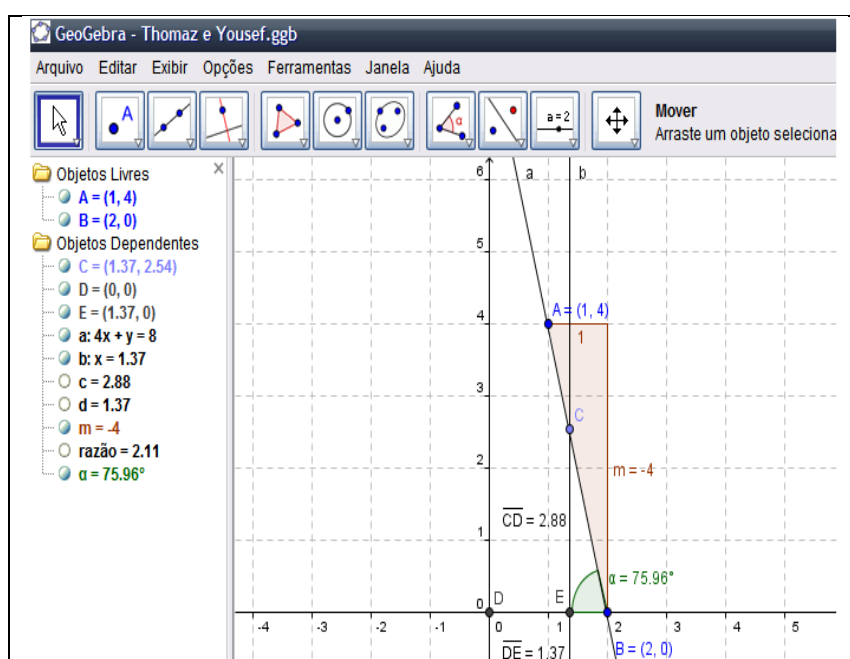 GeoGebra - Thomaz e Yousef.ggb
Arquivo Editar Exibir Opções Ferramentas Janela Ajuda
A
α
a=2
Mover
Arraste um objeto seleciona
Objetos Livres
A = (1, 4)
B = (2, 0)
Objetos Dependentes
C = (1.37, 2.54)
D = (0, 0)
E = (1.37, 0)
a: 4x + y = 8
b: x = 1.37
c = 2.88
d = 1.37
m = -4
razão = 2.11
α = 75.96°
6
a
b
5
4
A = (1, 4)
1
3
C
2
m = -4
CD = 2.88
1
α = 75.96°
0
D
E
-4 -3 -2 -1 0 1 2 3 4 5
DE = 1.37
B = (2, 0)